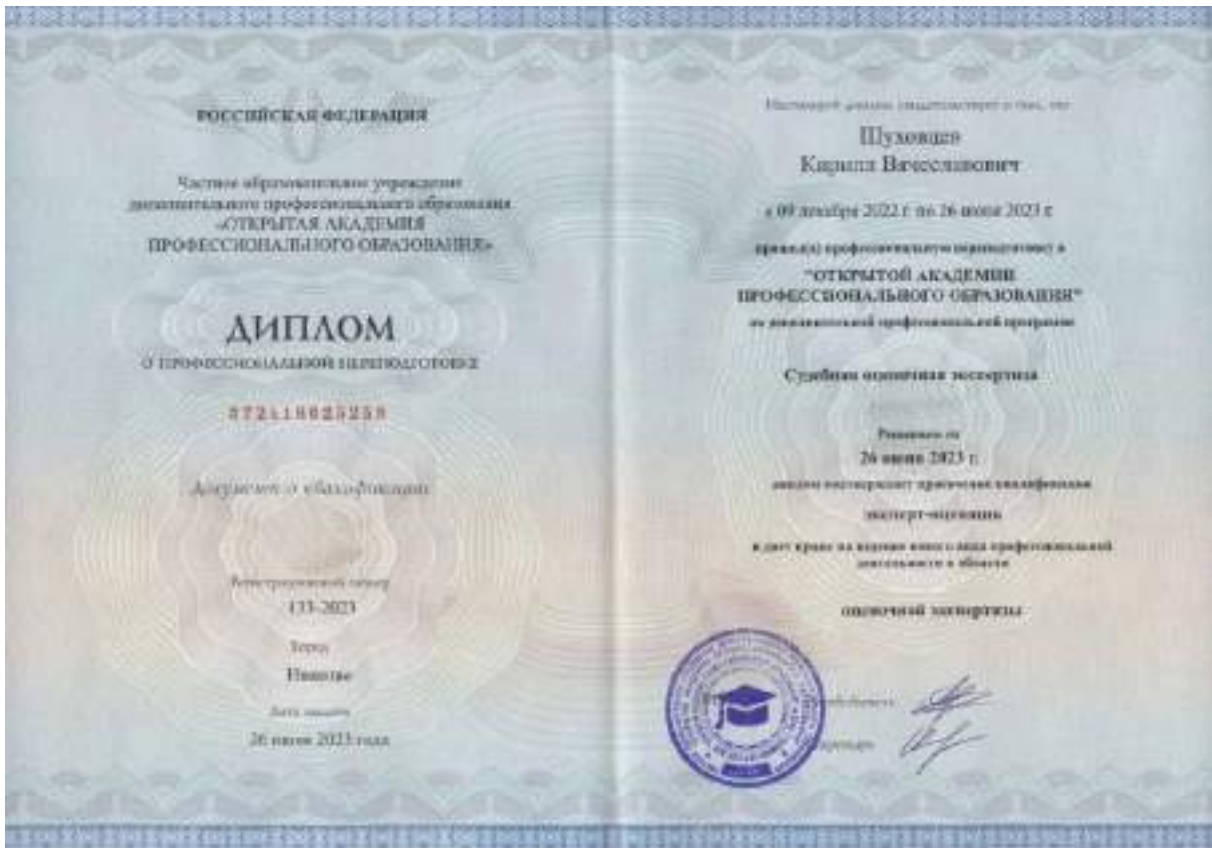 РОССИЙСКАЯ ФЕДЕРАЦИЯ
Частное образовательное учреждение
дополнительного профессионального образования
«ОТКРЫТАЯ АКАДЕМИЯ
ПРОФЕССИОНАЛЬНОГО ОБРАЗОВАНИЯ»
ДИПЛОМ
О ПРОФЕССИОНАЛЬНОЙ ПЕРЕПОДГОТОВКЕ
Документ о квалификации
Регистрационный номер
133-2023
Город
Иваново
Дата выдачи
26 июня 2023 года
Настоящий диплом свидетельствует о том, что
Шуховцев
Кирилл Вячеславович
с 09 декабря 2022 г. по 26 июня 2023 г.
прошел(а) профессиональную переподготовку в
"ОТКРЫТОЙ АКАДЕМИИ
ПРОФЕССИОНАЛЬНОГО ОБРАЗОВАНИЯ"
по дополнительной профессиональной программе
Судебная оценочная экспертиза
Решением от
26 июня 2023 г.
диплом подтверждает присвоение квалификации
эксперт-оценщик
и дает право на ведение нового вида профессиональной
деятельности в области
оценочной экспертизы